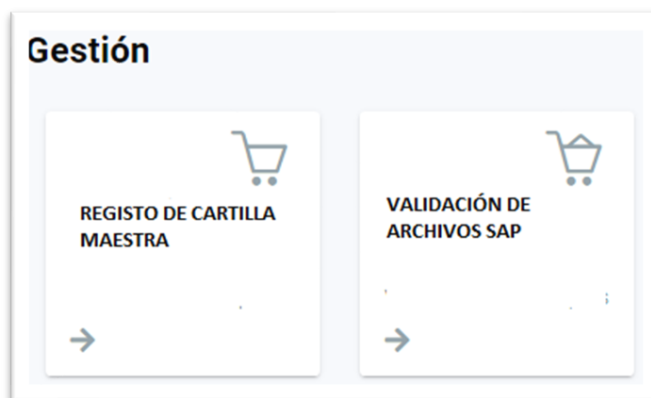 Gestión
REGISTO DE CARTILLA
MAESTRA
VALIDACIÓN DE
ARCHIVOS SAP